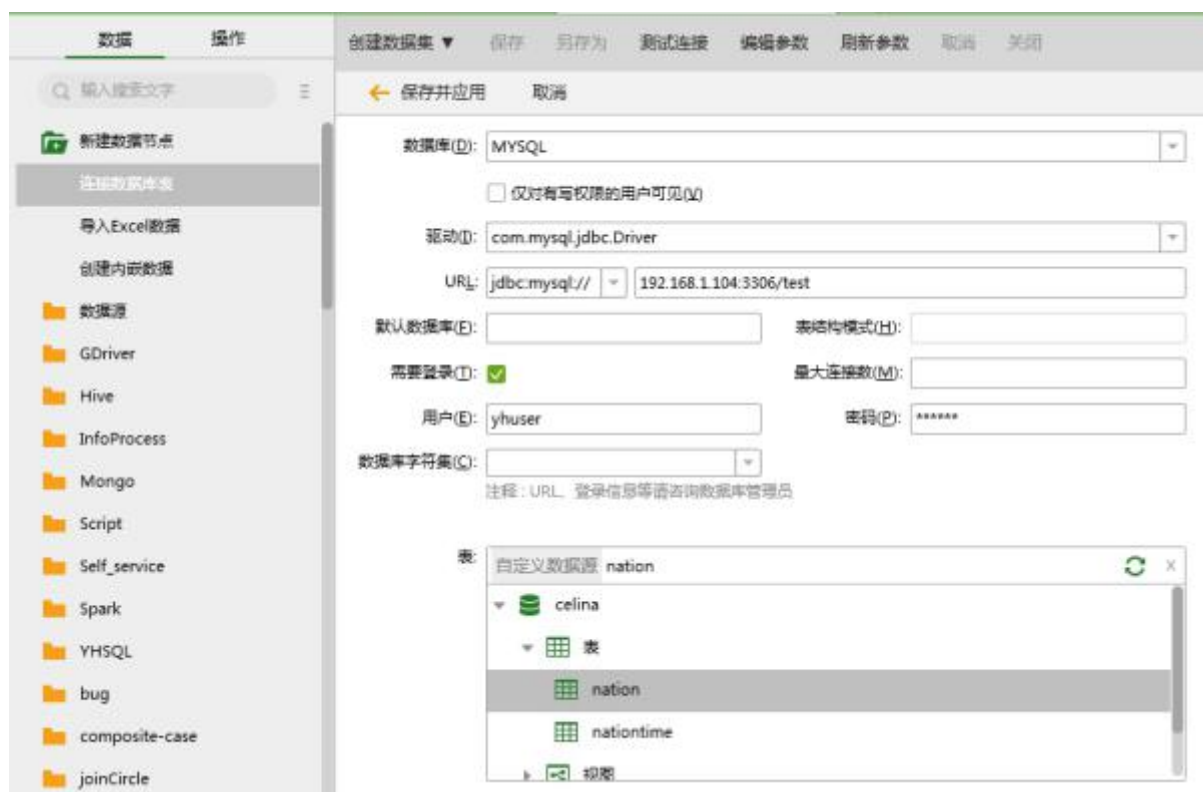 数据 操作
输入搜索文字
新建数据节点
连接数据库表
导入Excel数据
创建内嵌数据
数据源
GDriver
Hive
InfoProcess
Mongo
Script
Self_service
Spark
YHSQL
bug
composite-case
joinCircle
创建数据集 ▼ 保存 另存为 测试连接 编辑参数 刷新参数 取消 关闭
保存并应用 取消
数据库(D): MYSQL
仅对有写权限的用户可见(V)
驱动(I): com.mysql.jdbc.Driver
URL: jdbc:mysql:// 192.168.1.104:3306/test
默认数据库(F): 表结构模式(H):
需要登录(T): 最大连接数(M):
用户(E): yhuser 密码(P): ******
数据库字符集(C):
注释：URL、登录信息等请咨询数据库管理员
表: 自定义数据源 nation
celina
表
nation
nationtime
视图